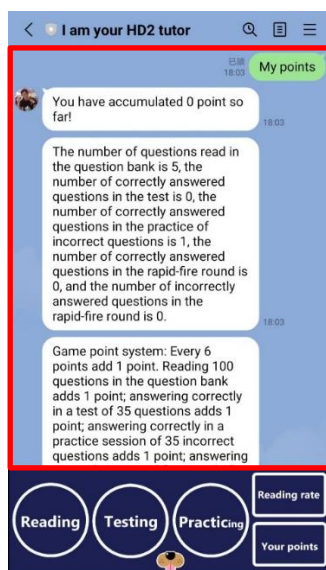 I am your HD2 tutor
已讀
18:03
My points
You have accumulated 0 point so
far!
18:03
The number of questions read in
the question bank is 5, the
number of correctly answered
questions in the test is 0, the
number of correctly answered
questions in the practice of
incorrect questions is 1, the
number of correctly answered
questions in the rapid-fire round is
0, and the number of incorrectly
answered questions in the
rapid-fire round is 0.
18:03
Game point system: Every 6
points add 1 point. Reading 100
questions in the question bank
adds 1 point; answering correctly
in a test of 35 questions adds 1
point; answering correctly in a
practice session of 35 incorrect
questions adds 1 point; answering
Reading
Testing
Practicing
Reading rate
Your points